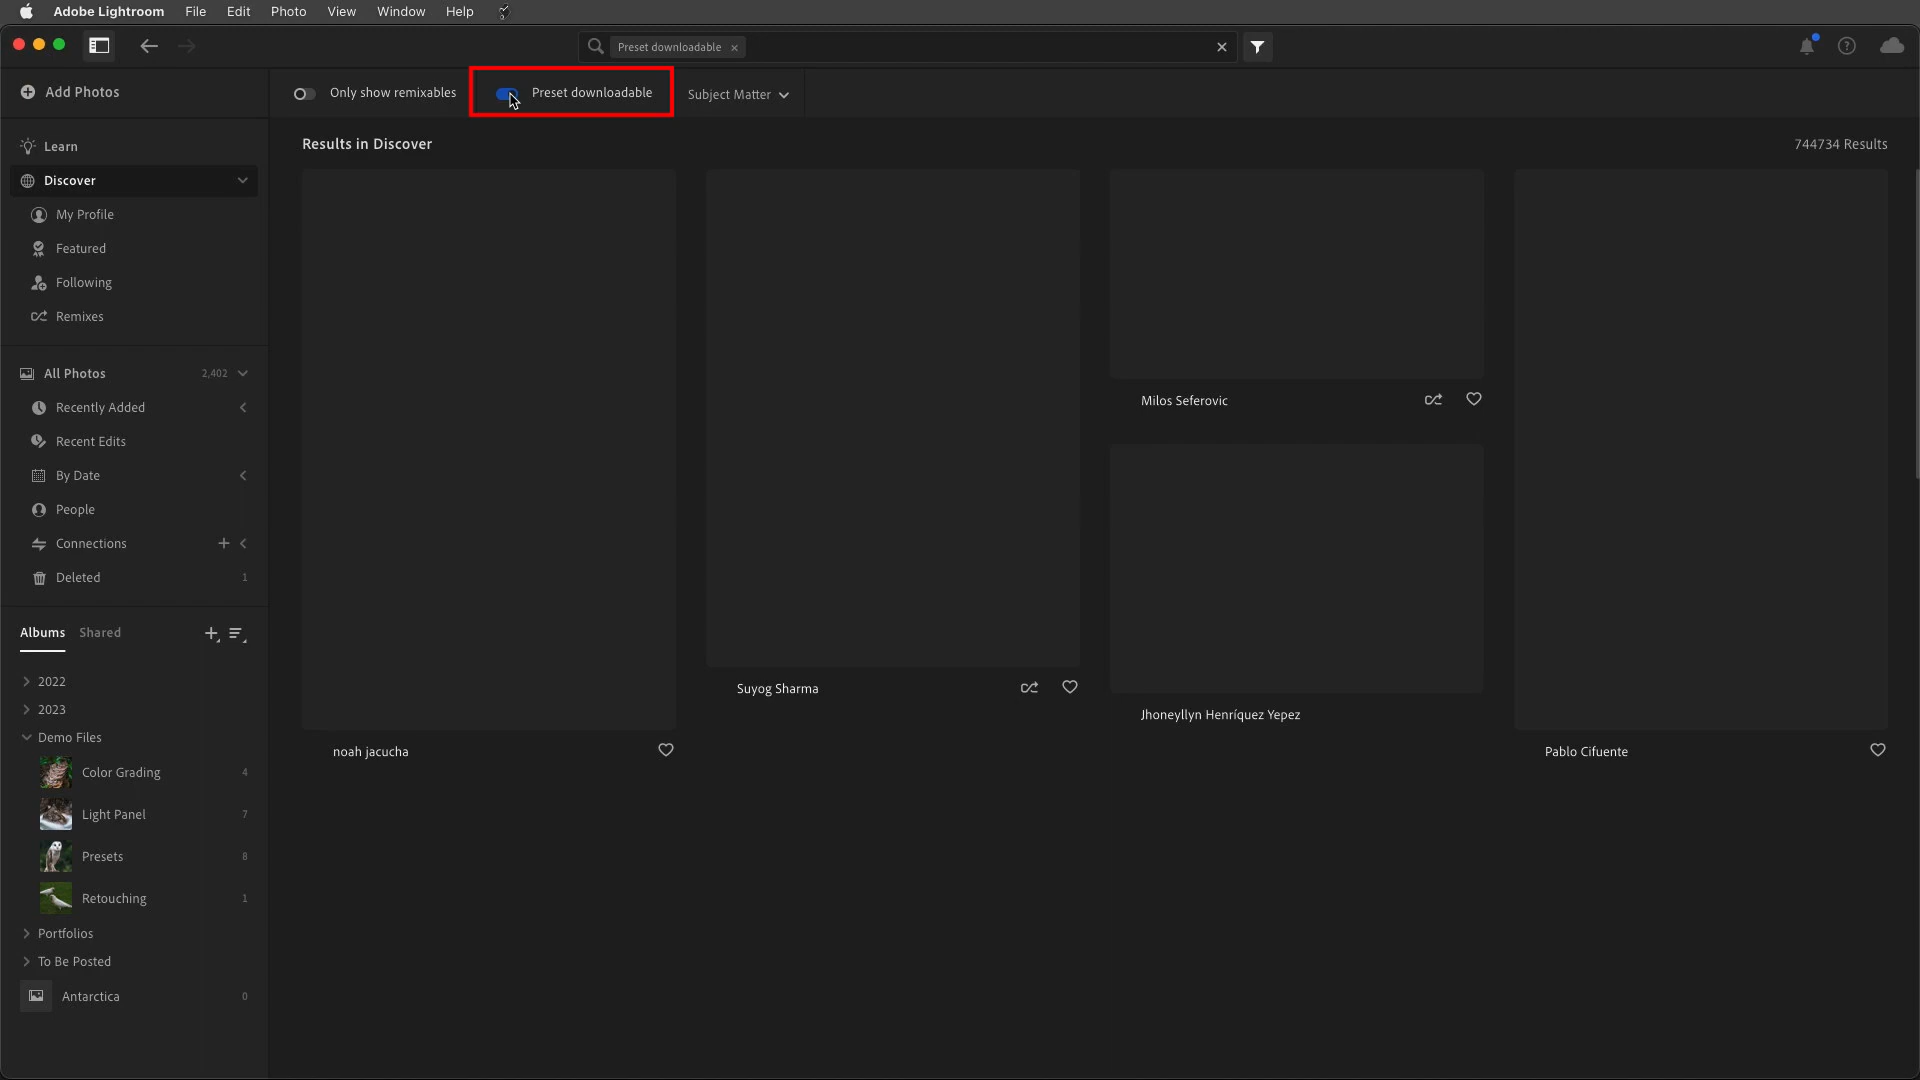 Adobe Lightroom File Edit Photo View Window Help
Preset downloadable
Add Photos
Only show remixables
Preset downloadable
Subject Matter
Results in Discover
744734 Results
Learn
Discover
My Profile
Featured
Following
Remixes
All Photos 2,402
Recently Added
Recent Edits
By Date
People
Connections
Deleted 1
Albums Shared
2022
2023
Demo Files
Color Grading 4
Light Panel 7
Presets 8
Retouching 1
Portfolios
To Be Posted
Antarctica 0
noah jacucha
Suyog Sharma
Milos Seferovic
Jhoneyllyn Henríquez Yepez
Pablo Cifuente